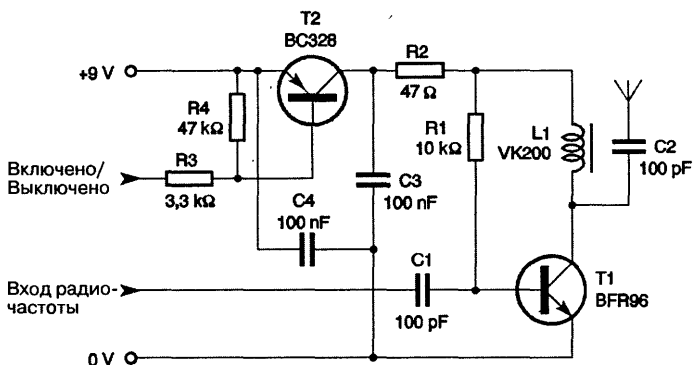 T2
BC328
+9 V
R2
47 Ω
R4
47 kΩ
R1
10 kΩ
L1
VK200
C2
100 pF
Включено/
Выключено
R3
3,3 kΩ
C4
100 nF
C3
100 nF
C1
100 pF
Вход радио-
частоты
T1
BFR96
0 V